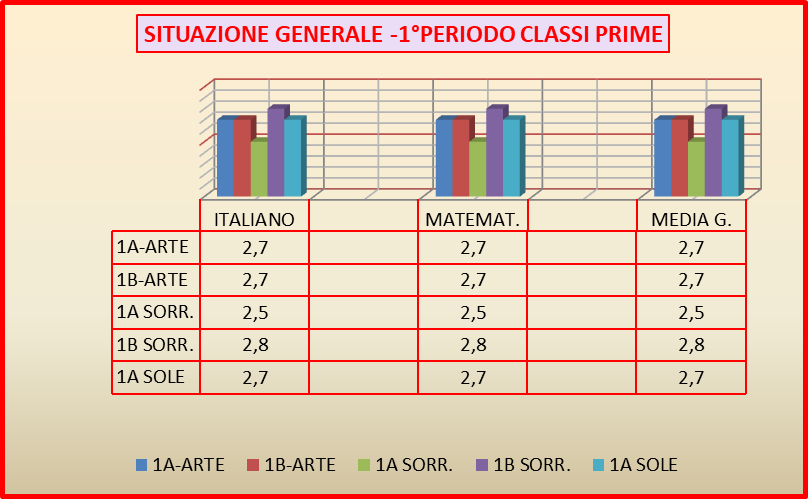 SITUAZIONE GENERALE -1°PERIODO CLASSI PRIME
ITALIANO MATEMAT. MEDIA G.
1A-ARTE 2,7 2,7 2,7
1B-ARTE 2,7 2,7 2,7
1A SORR. 2,5 2,5 2,5
1B SORR. 2,8 2,8 2,8
1A SOLE 2,7 2,7 2,7
1A-ARTE 1B-ARTE 1A SORR. 1B SORR. 1A SOLE